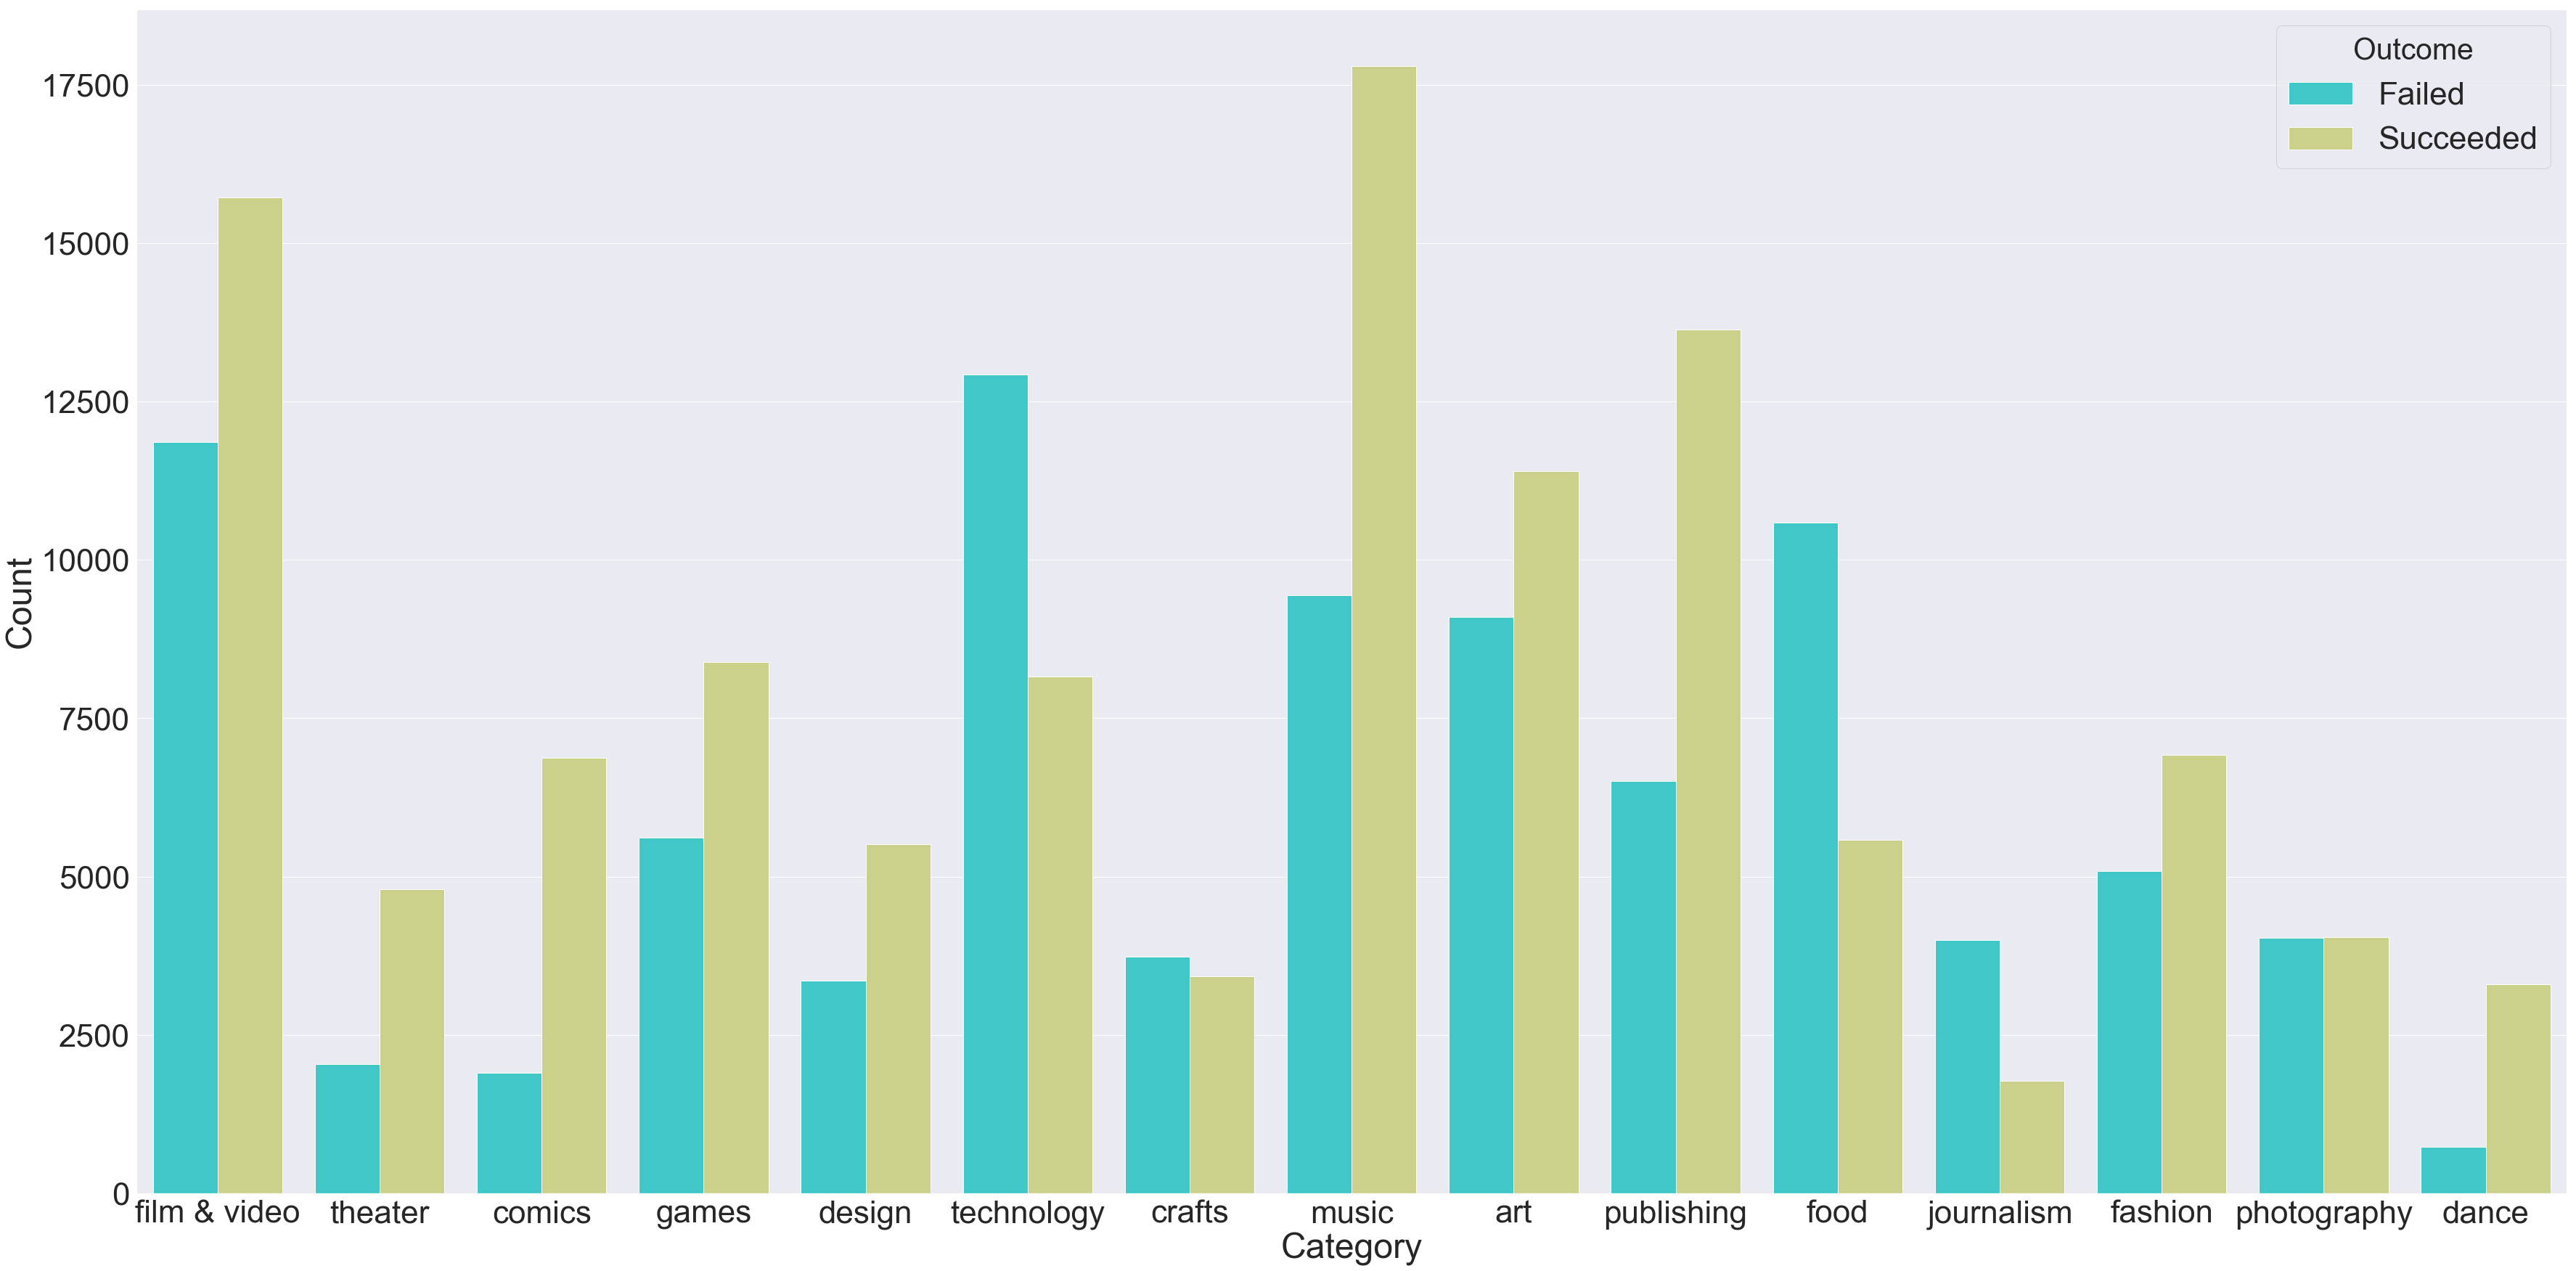 Outcome
Failed
Succeeded
Count
17500
15000
12500
10000
7500
5000
2500
0
film & video theater comics games design technology crafts music art publishing food journalism fashion photography dance
Category